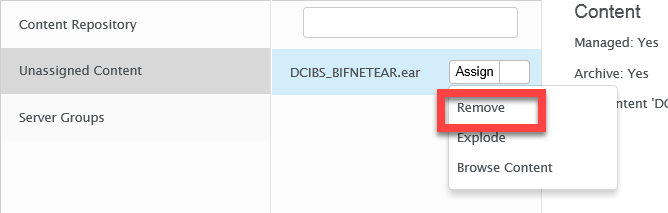 Content Repository
Unassigned Content
Server Groups
DCIBS_BIFNETEAR.ear
Assign
Remove
Explode
Browse Content
Content
Managed: Yes
Archive: Yes
ntent 'DC